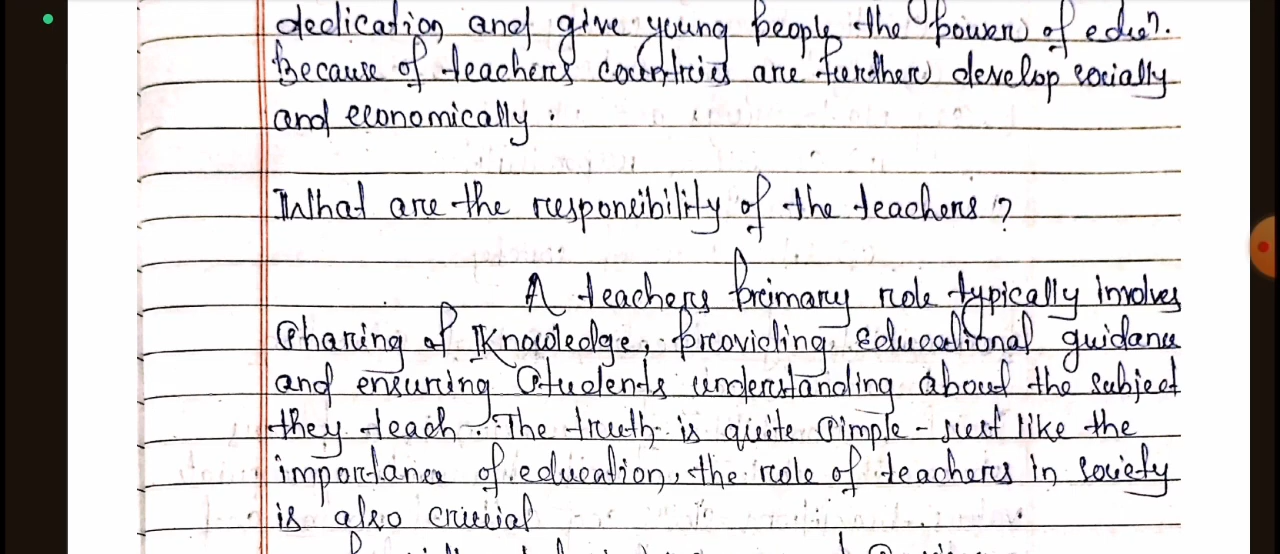 dedication and give young people the power of edun.
Because of teachers countries are further develop socially
and economically.
What are the responsibility of the teachers?
A teachers primary role typically involves
Sharing of Knowledge, providing Educational guidance
and ensuring Students understanding about the subject
they teach. The truth is quite simple - just like the
importance of education, the role of teachers in society
is also crucial